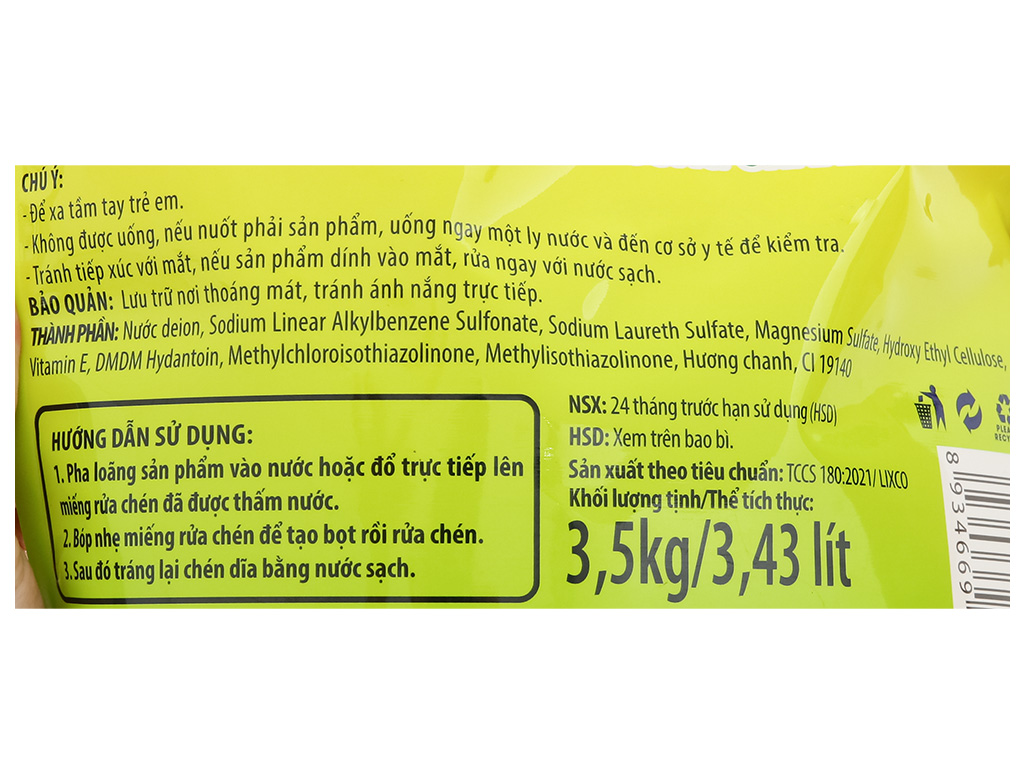 CHÚ Ý:
- Để xa tầm tay trẻ em.
- Không được uống, nếu nuốt phải sản phẩm, uống ngay một ly nước và đến cơ sở y tế để kiểm tra.
- Tránh tiếp xúc với mắt, nếu sản phẩm dính vào mắt, rửa ngay với nước sạch.
BẢO QUẢN: Lưu trữ nơi thoáng mát, tránh ánh nắng trực tiếp.
THÀNH PHẦN: Nước deion, Sodium Linear Alkylbenzene Sulfonate, Sodium Laureth Sulfate, Magnesium Sulfate, Hydroxy Ethyl Cellulose,
Vitamin E, DMDM Hydantoin, Methylchloroisothiazolinone, Methylisothiazolinone, Hương chanh, CI 19140
HƯỚNG DẪN SỬ DỤNG:
1. Pha loãng sản phẩm vào nước hoặc đổ trực tiếp lên
miếng rửa chén đã được thấm nước.
2. Bóp nhẹ miếng rửa chén để tạo bọt rồi rửa chén.
3. Sau đó tráng lại chén dĩa bằng nước sạch.
NSX: 24 tháng trước hạn sử dụng (HSD)
HSD: Xem trên bao bì.
Sản xuất theo tiêu chuẩn: TCCS 180:2021/ LIXCO
Khối lượng tịnh/Thể tích thực:
3,5kg/3,43 lít
8 934669